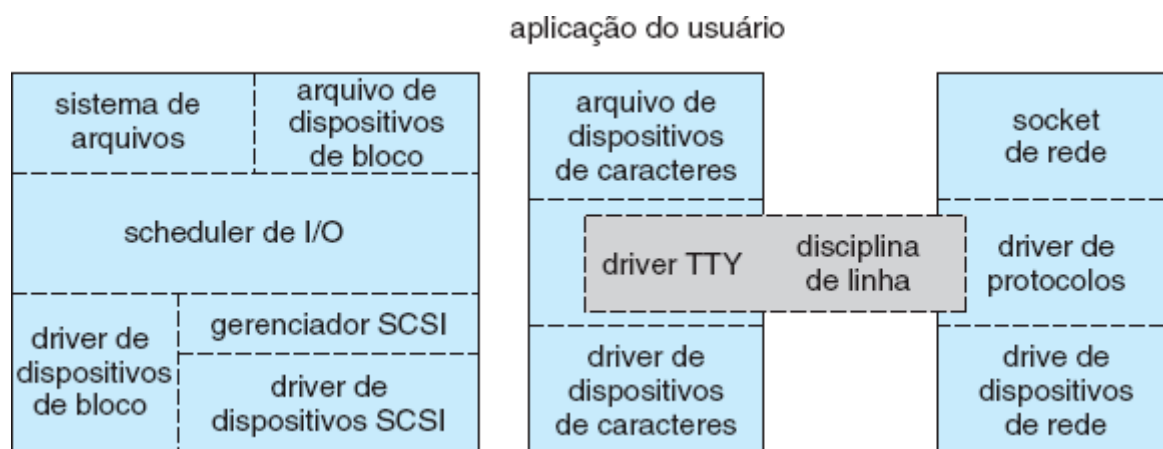 aplicação do usuário
sistema de
arquivos
arquivo de
dispositivos
de bloco
scheduler de I/O
driver de
dispositivos
de bloco
gerenciador SCSI
driver de
dispositivos SCSI
arquivo de
dispositivos
de caracteres
driver TTY
disciplina
de linha
driver de
dispositivos
de caracteres
socket
de rede
driver de
protocolos
drive de
dispositivos
de rede